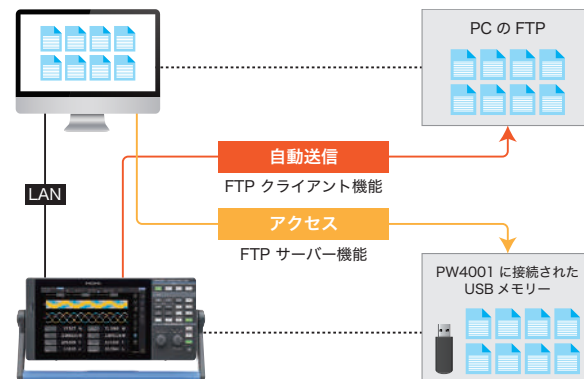 PC の FTP
自動送信
FTP クライアント機能
LAN
アクセス
FTP サーバー機能
PW4001 に接続された
USB メモリー